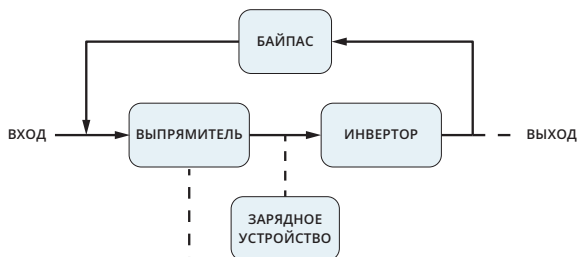 БАЙПАС
ВХОД
ВЫПРЯМИТЕЛЬ
ИНВЕРТОР
ВЫХОД
ЗАРЯДНОЕ
УСТРОЙСТВО